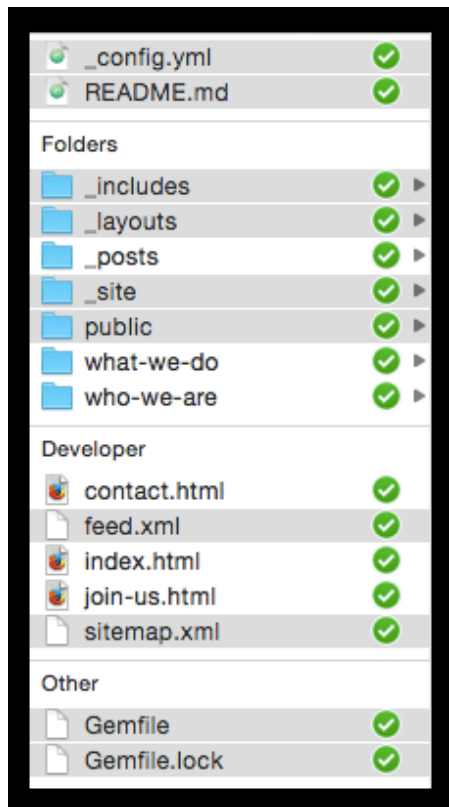 _config.yml
README.md
Folders
_includes
_layouts
_posts
_site
public
what-we-do
who-we-are
Developer
contact.html
feed.xml
index.html
join-us.html
sitemap.xml
Other
Gemfile
Gemfile.lock